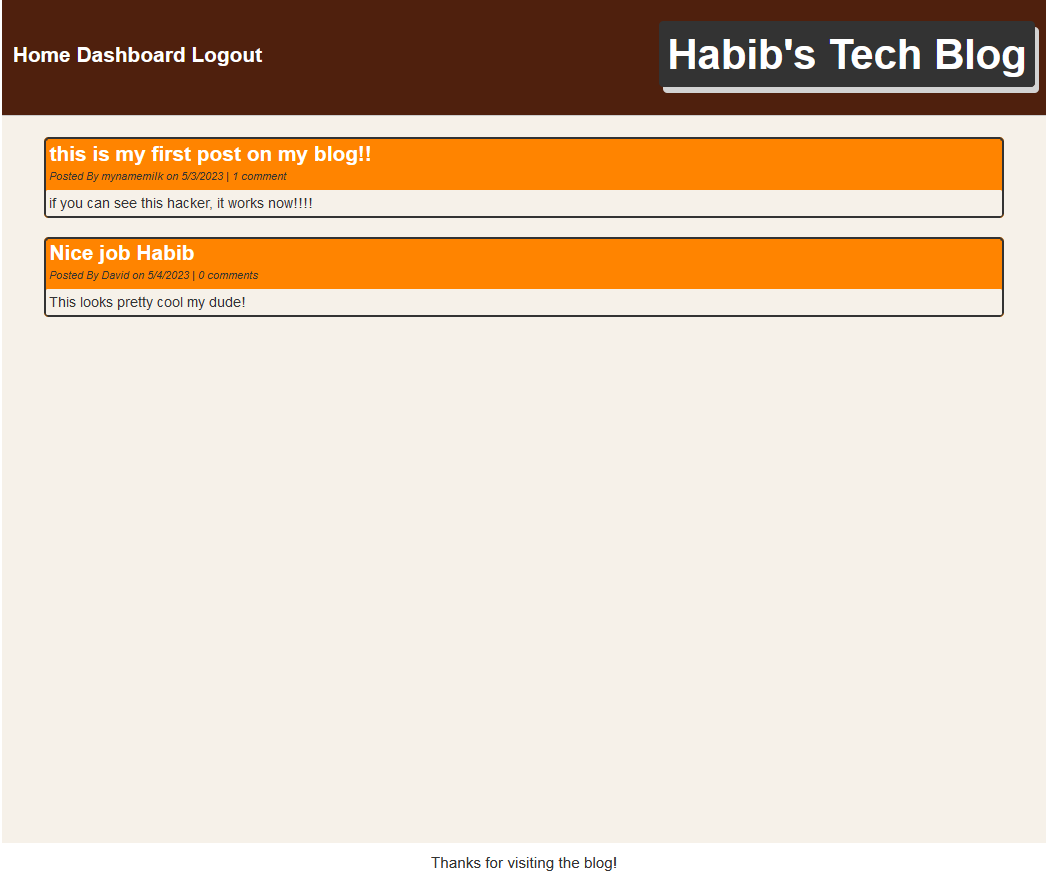 Home Dashboard Logout
Habib's Tech Blog
this is my first post on my blog!!
Posted By mynamemilk on 5/3/2023 | 1 comment
if you can see this hacker, it works now!!!!
Nice job Habib
Posted By David on 5/4/2023 | 0 comments
This looks pretty cool my dude!
Thanks for visiting the blog!